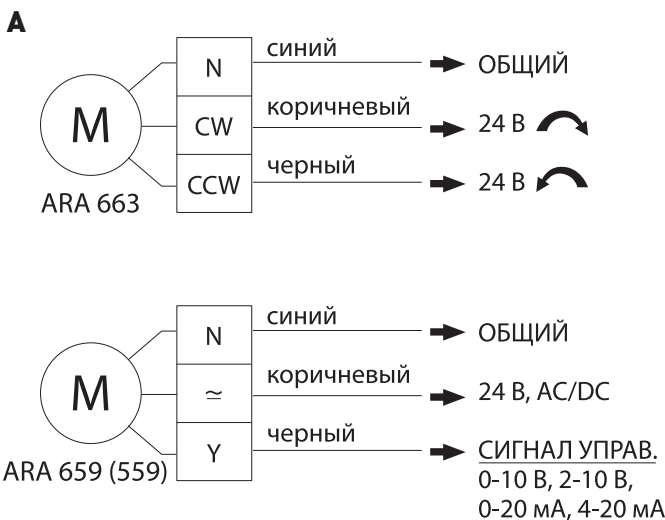 A
M
ARA 663
N синий ОБЩИЙ
CW коричневый 24 В
CCW черный 24 В
M
ARA 659 (559)
N синий ОБЩИЙ
≃ коричневый 24 В, AC/DC
Y черный СИГНАЛ УПРАВ.
0-10 В, 2-10 В,
0-20 мА, 4-20 мА